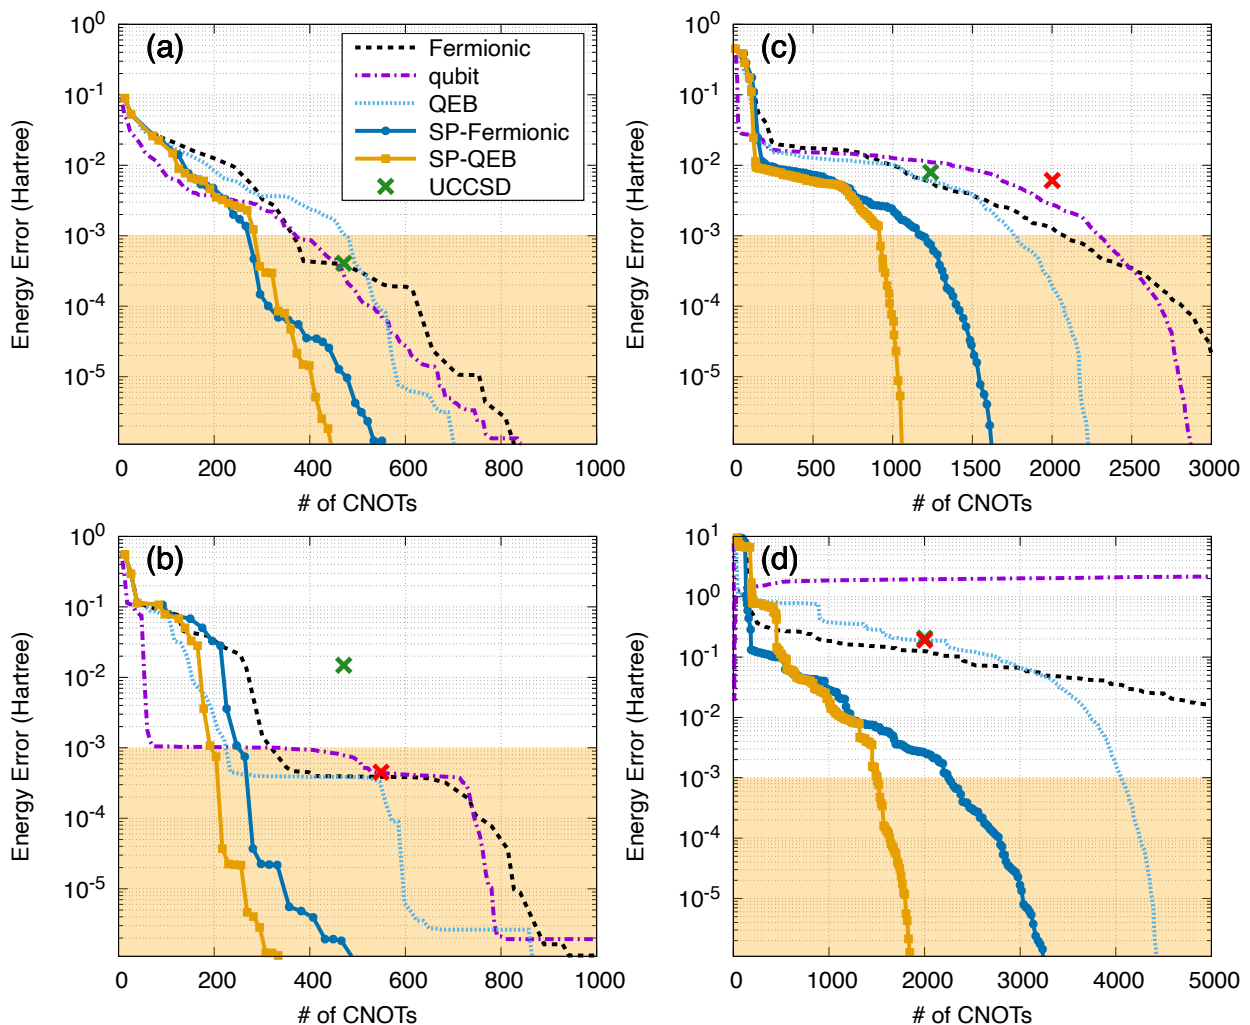 (a)
Fermionic
qubit
QEB
SP-Fermionic
SP-QEB
UCCSD
10^0
10^-1
10^-2
10^-3
10^-4
10^-5
Energy Error (Hartree)
0 200 400 600 800 1000
# of CNOTs
(c)
10^0
10^-1
10^-2
10^-3
10^-4
10^-5
Energy Error (Hartree)
0 500 1000 1500 2000 2500 3000
# of CNOTs
(b)
10^0
10^-1
10^-2
10^-3
10^-4
10^-5
Energy Error (Hartree)
0 200 400 600 800 1000
# of CNOTs
(d)
10^1
10^0
10^-1
10^-2
10^-3
10^-4
10^-5
Energy Error (Hartree)
0 1000 2000 3000 4000 5000
# of CNOTs